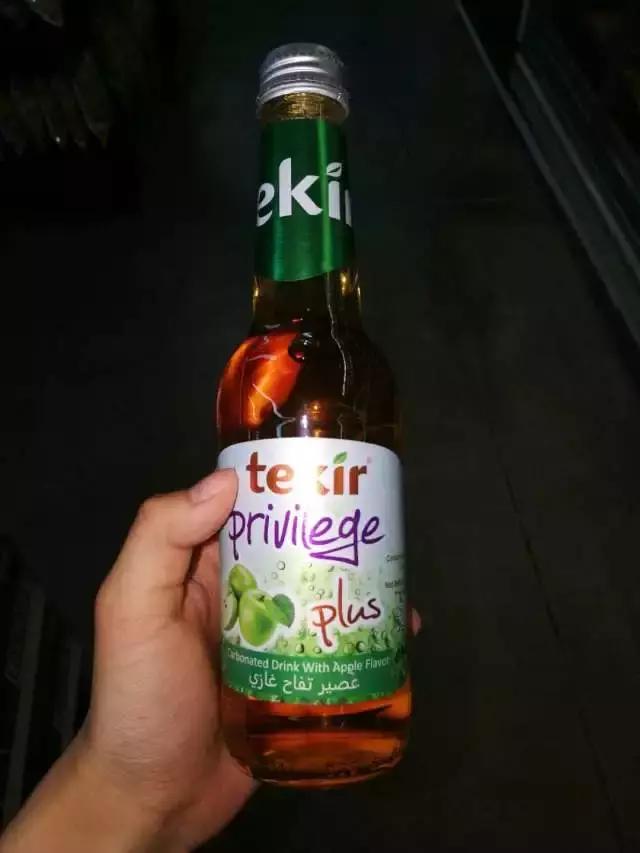 ekir
tekir
privilege
plus
Carbonated Drink With Apple Flavor
عصير تفاح غازي